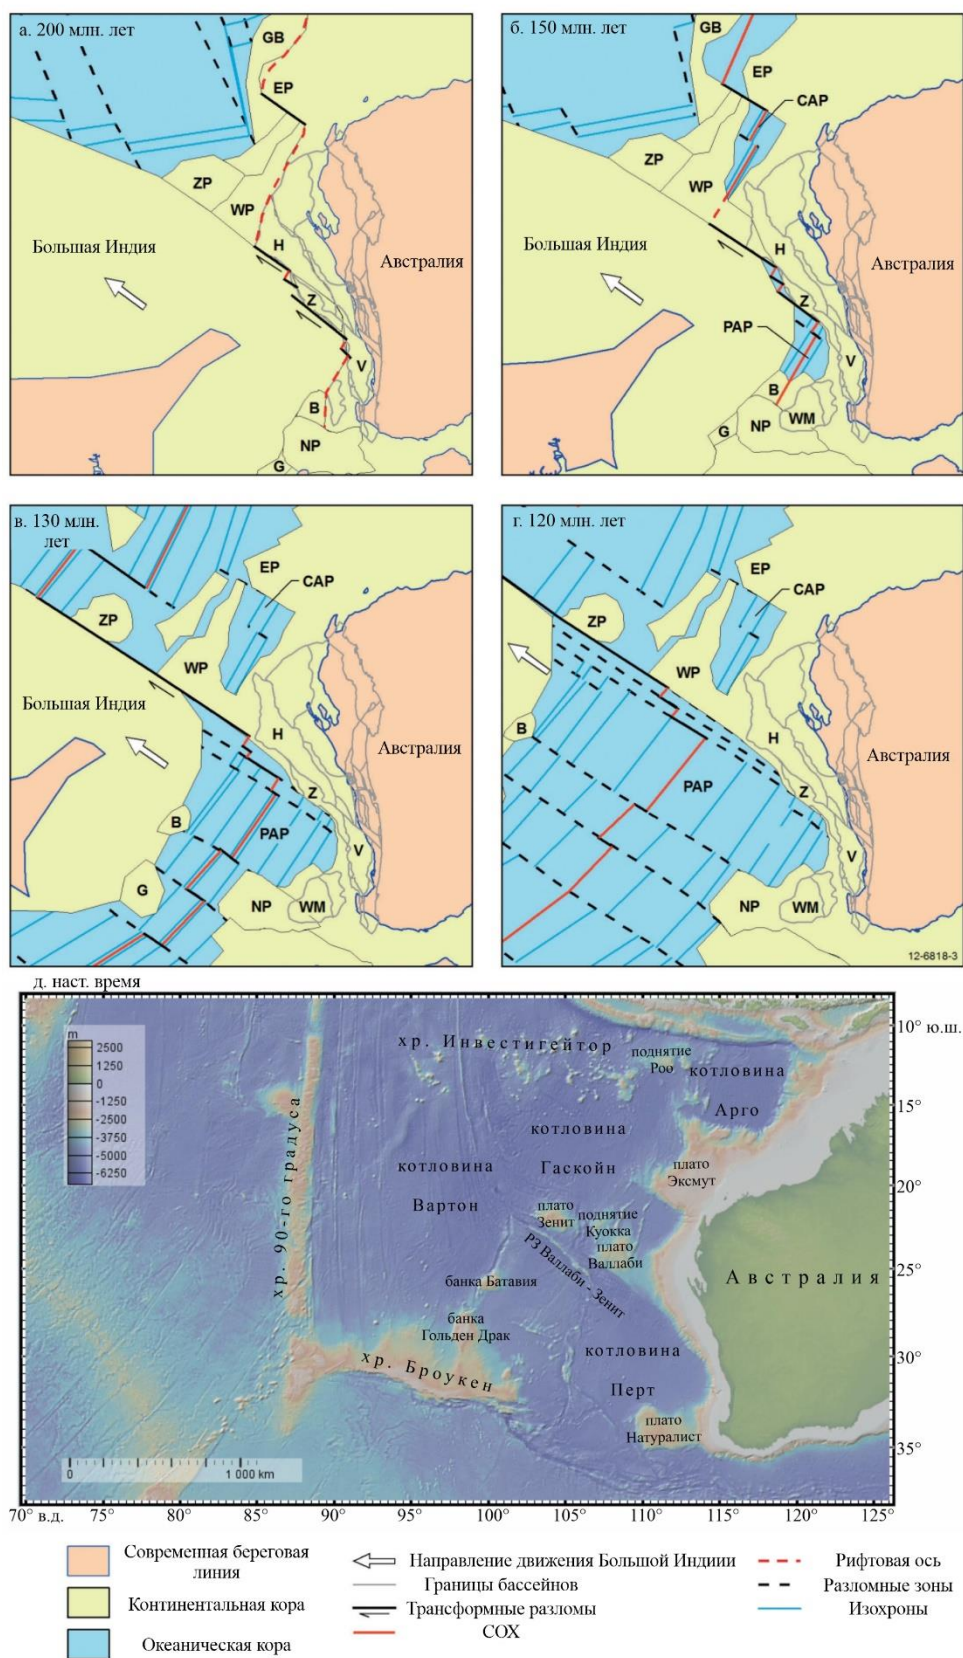 а. 200 млн. лет
GB
EP
ZP
WP
H
Большая Индия
Австралия
Z
V
B
NP
G
б. 150 млн. лет
GB
EP
CAP
ZP
WP
H
Большая Индия
Австралия
Z
PAP
B
WM
NP
G
в. 130 млн.
лет
EP
CAP
ZP
WP
Большая Индия
H
Австралия
Z
B
PAP
V
G
NP
WM
г. 120 млн. лет
EP
CAP
ZP
WP
B
H
Австралия
PAP
Z
V
NP
WM
12-6818-3
д. наст. время
m
2500
1250
0
-1250
-2500
-3750
-5000
-6250
хр. Инвестигейтор
поднятие
Роо
котловина
Арго
хр. 90-го градуса
котловина
Гаскойн
котловина
Вартон
плато
Эксмут
плато
Зенит
поднятие
Куокка
плато
Валлаби
РЗ Валлаби - Зенит
Австралия
банка Батавия
банка
Гольден Драк
хр. Броукен
котловина
Перт
плато
Натуралист
0 1 000 km
10° ю.ш.
15°
20°
25°
30°
35°
70° в.д. 75° 80° 85° 90° 95° 100° 105° 110° 115° 120° 125°
Современная береговая
линия
Континентальная кора
Океаническая кора
Направление движения Большой Индиии
Границы бассейнов
Трансформные разломы
СОХ
Рифтовая ось
Разломные зоны
Изохроны